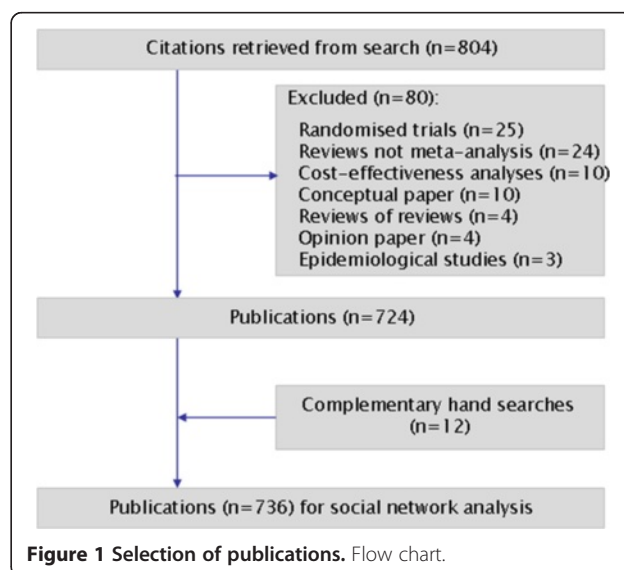 Citations retrieved from search (n=804)
Excluded (n=80):
Randomised trials (n=25)
Reviews not meta-analysis (n=24)
Cost-effectiveness analyses (n=10)
Conceptual paper (n=10)
Reviews of reviews (n=4)
Opinion paper (n=4)
Epidemiological studies (n=3)
Publications (n=724)
Complementary hand searches
(n=12)
Publications (n=736) for social network analysis
Figure 1 Selection of publications. Flow chart.